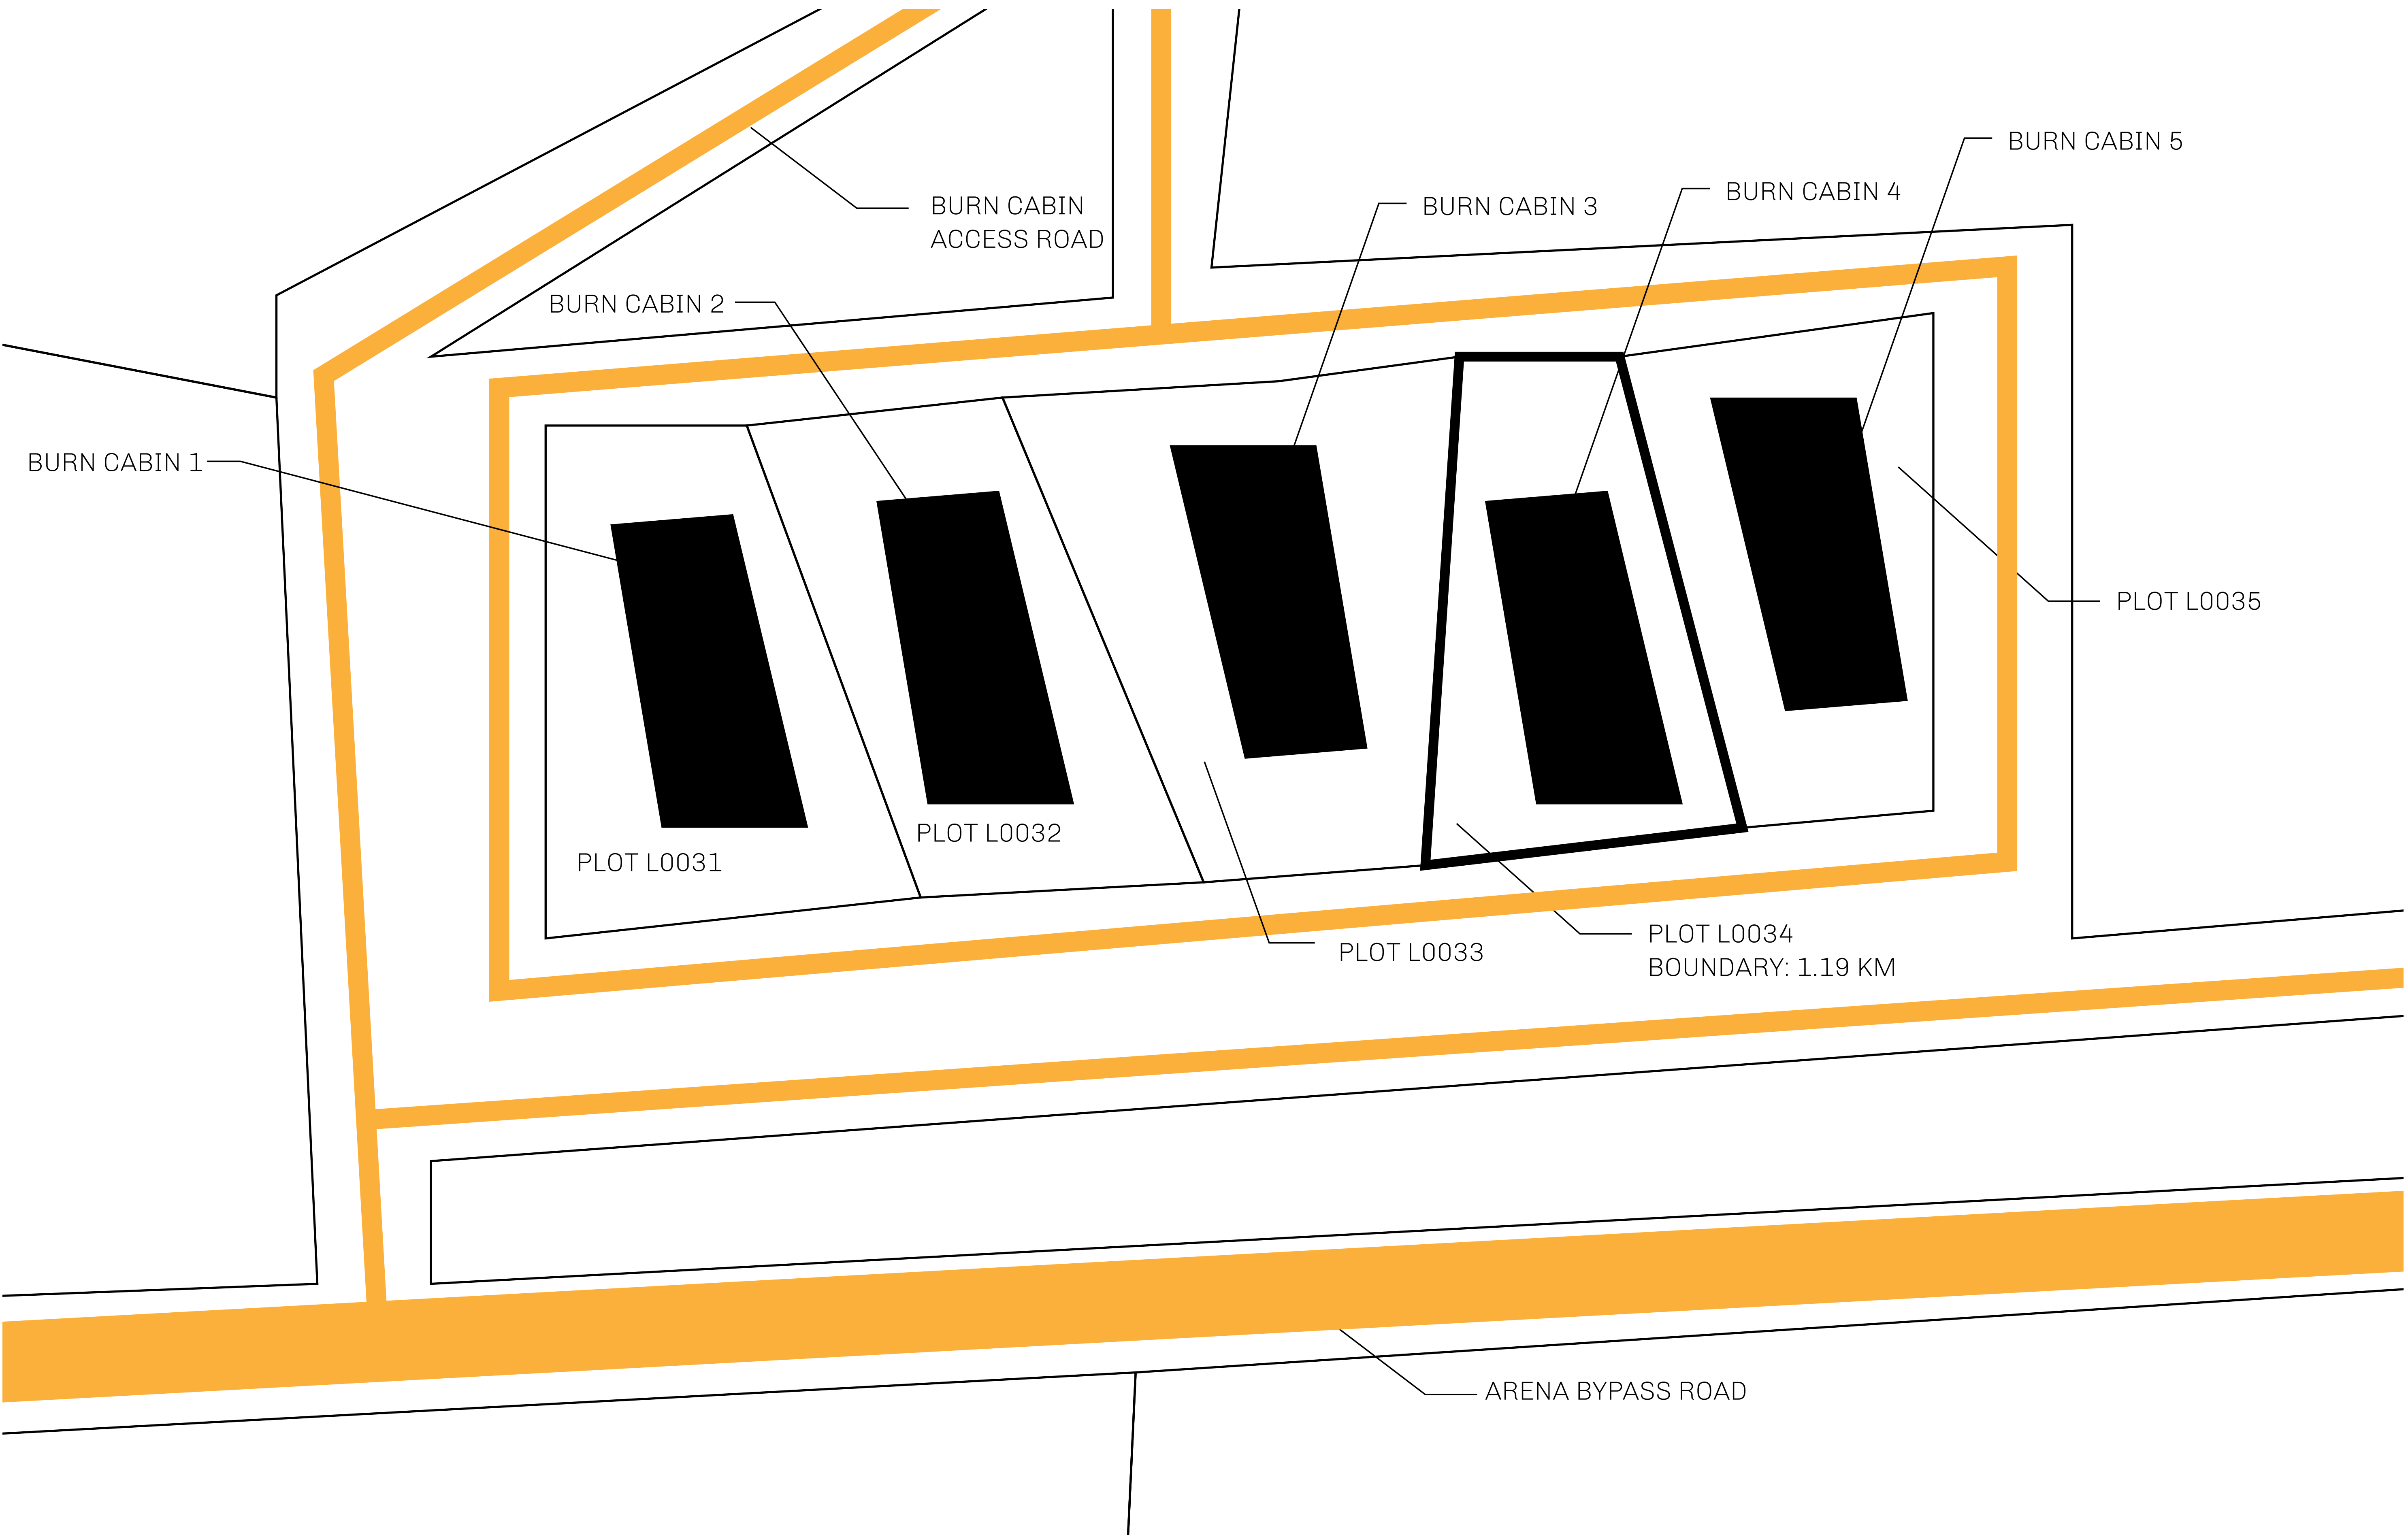 BURN CABIN 5
BURN CABIN 4
BURN CABIN 3
BURN CABIN
ACCESS ROAD
BURN CABIN 2
BURN CABIN 1
PLOT L0035
PLOT L0032
PLOT L0031
PLOT L0033
PLOT L0034
BOUNDARY: 1.19 KM
ARENA BYPASS ROAD